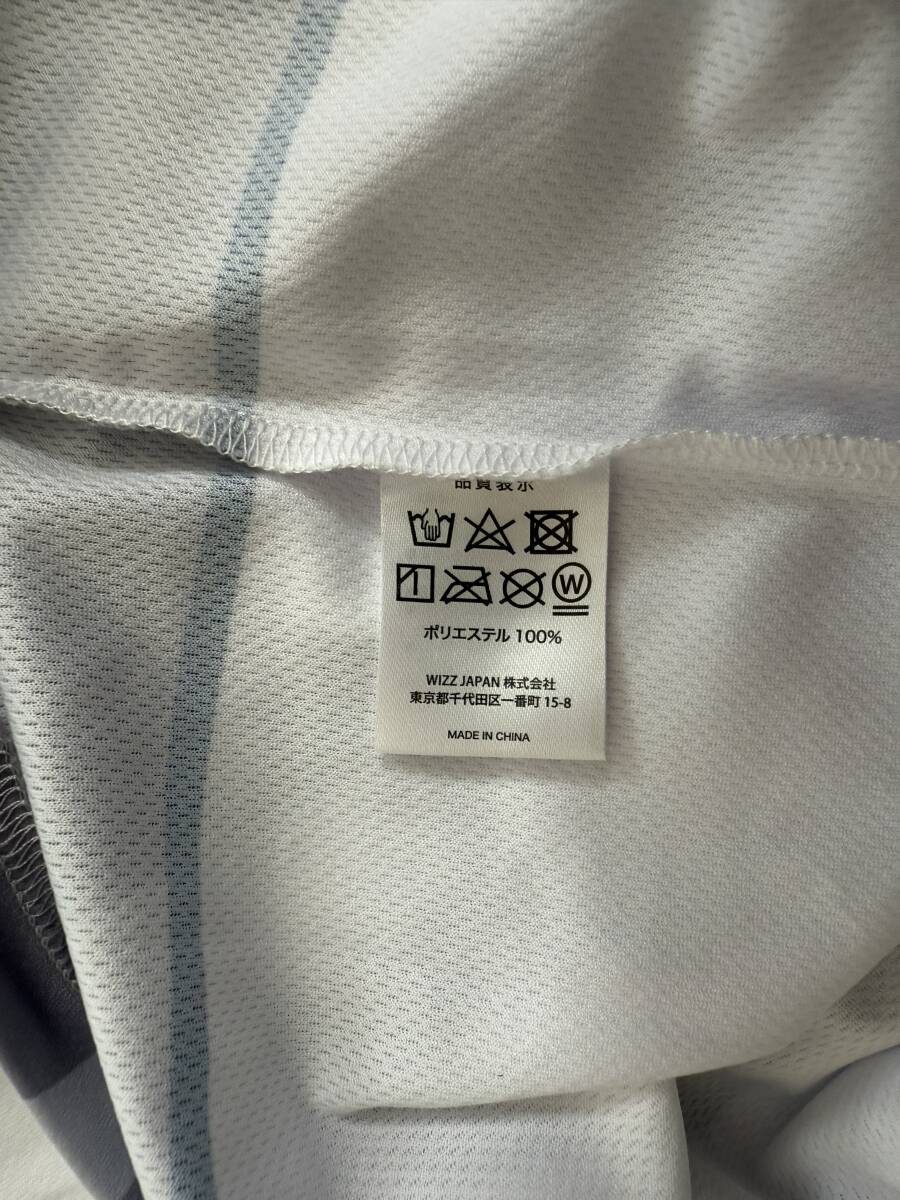 品質表示
W
ポリエステル 100%
WIZZ JAPAN 株式会社
東京都千代田区一番町 15-8
MADE IN CHINA